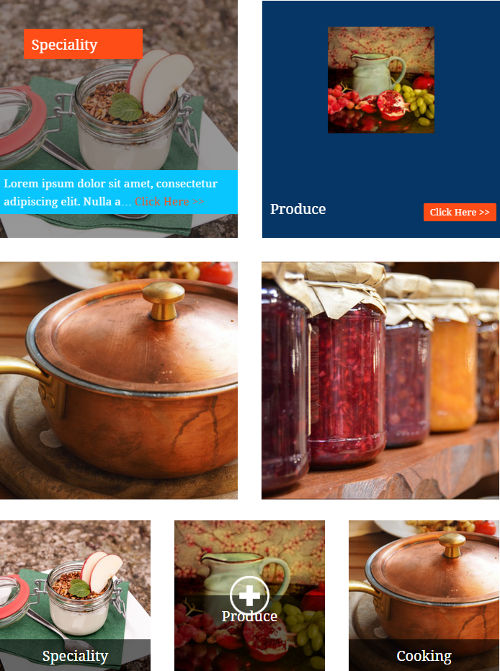 Speciality
Lorem ipsum dolor sit amet, consectetur
adipiscing elit. Nulla a... Click Here >>
Produce
Click Here >>
Speciality
Produce
Cooking